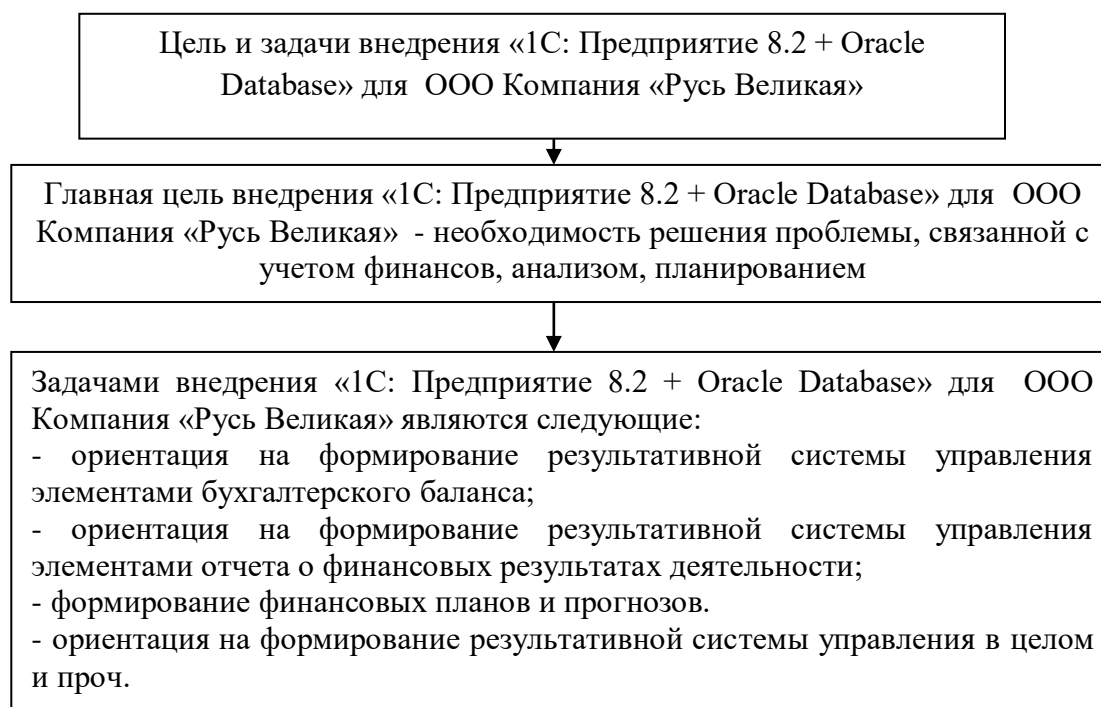 Цель и задачи внедрения «1С: Предприятие 8.2 + Oracle
Database» для ООО Компания «Русь Великая»
Главная цель внедрения «1С: Предприятие 8.2 + Oracle Database» для ООО
Компания «Русь Великая» - необходимость решения проблемы, связанной с
учетом финансов, анализом, планированием
Задачами внедрения «1С: Предприятие 8.2 + Oracle Database» для ООО
Компания «Русь Великая» являются следующие:
- ориентация на формирование результативной системы управления
элементами бухгалтерского баланса;
- ориентация на формирование результативной системы управления
элементами отчета о финансовых результатах деятельности;
- формирование финансовых планов и прогнозов.
- ориентация на формирование результативной системы управления в целом
и проч.